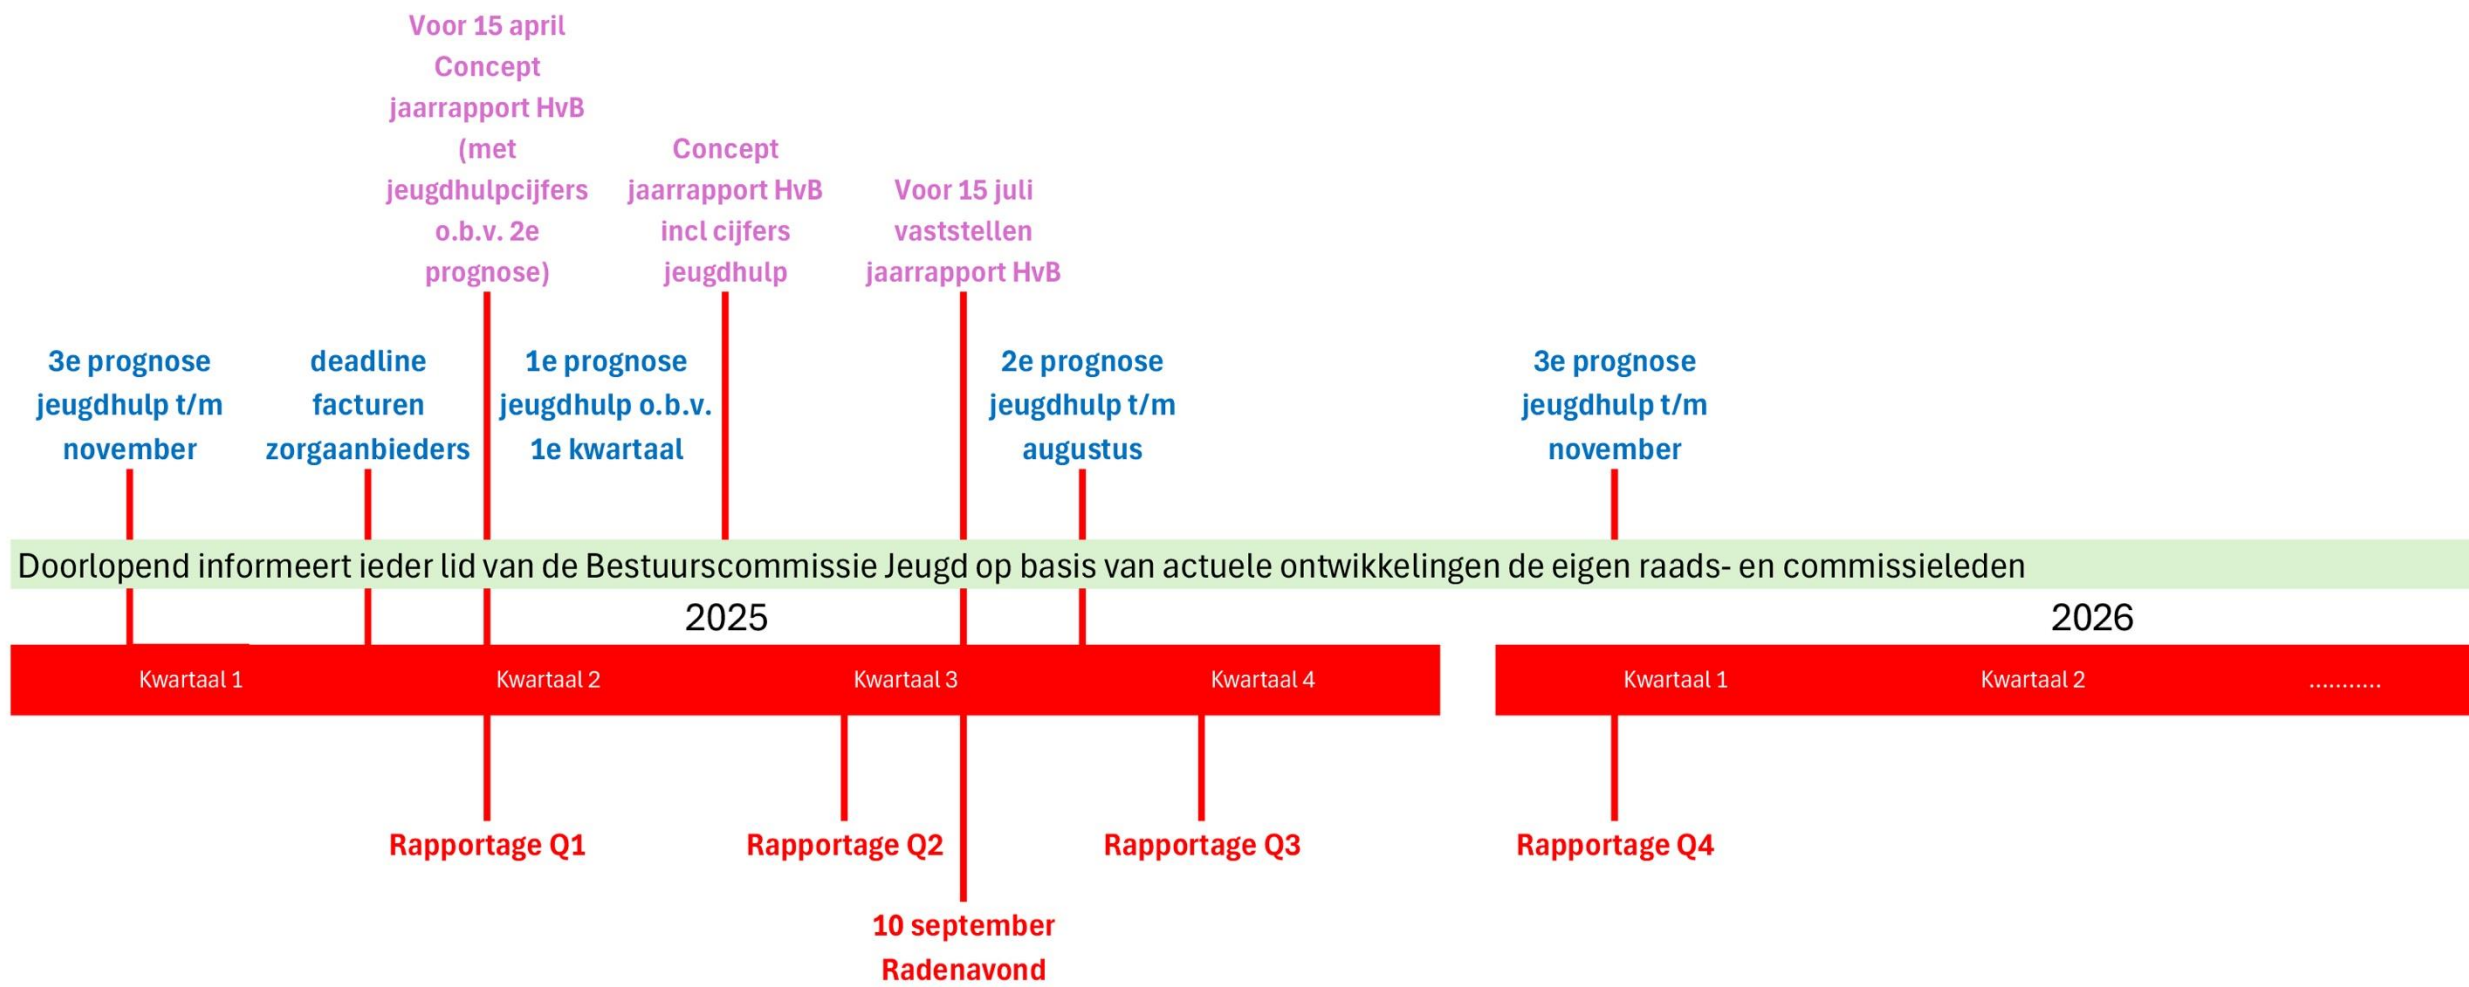 Voor 15 april
Concept
jaarrapport HvB
(met
jeugdhulpcijfers
o.b.v. 2e
prognose)
Concept
jaarrapport HvB
incl cijfers
jeugdhulp
Voor 15 juli
vaststellen
jaarrapport HvB
3e prognose
jeugdhulp t/m
november
deadline
facturen
zorgaanbieders
1e prognose
jeugdhulp o.b.v.
1e kwartaal
2e prognose
jeugdhulp t/m
augustus
3e prognose
jeugdhulp t/m
november
Doorlopend informeert ieder lid van de Bestuurscommissie Jeugd op basis van actuele ontwikkelingen de eigen raads- en commissieleden
2025
2026
Kwartaal 1
Kwartaal 2
Kwartaal 3
Kwartaal 4
Kwartaal 1
Kwartaal 2
...........
Rapportage Q1
Rapportage Q2
Rapportage Q3
Rapportage Q4
10 september
Radenavond